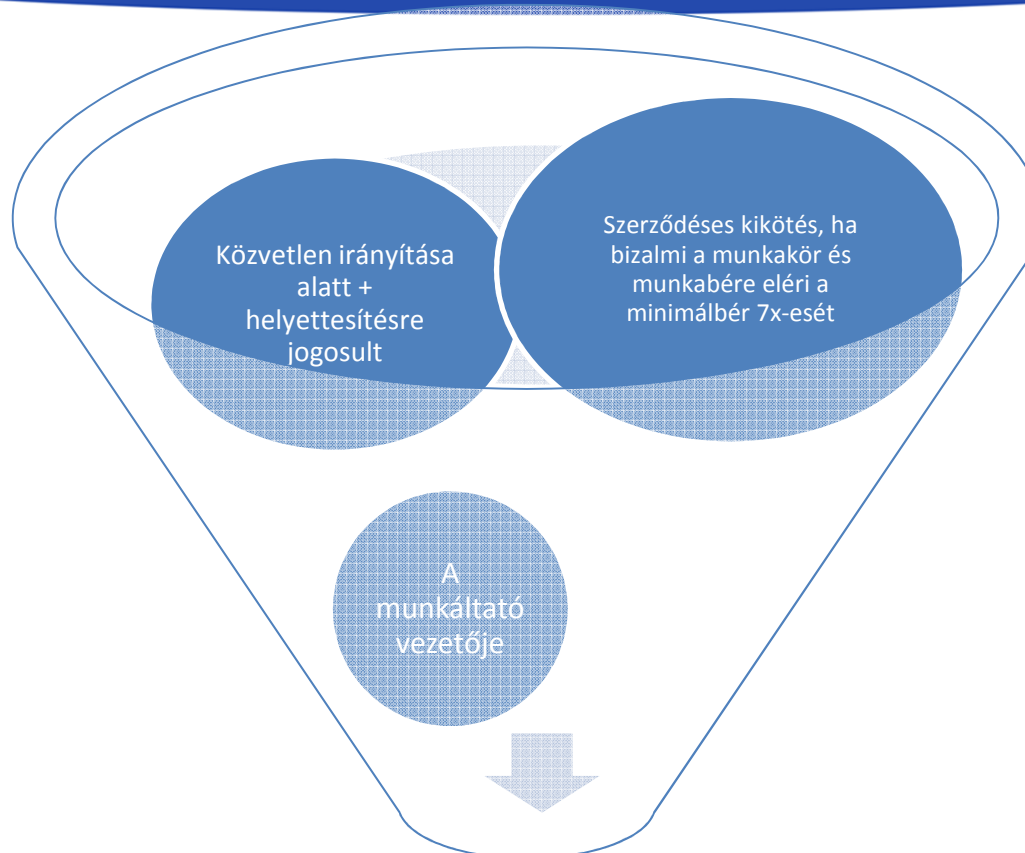 Közvetlen irányítása
alatt +
helyettesítésre
jogosult
Szerződéses kikötés, ha
bizalmi a munkakör és
munkabére eléri a
minimálbér 7x-esét
A
munkáltató
vezetője